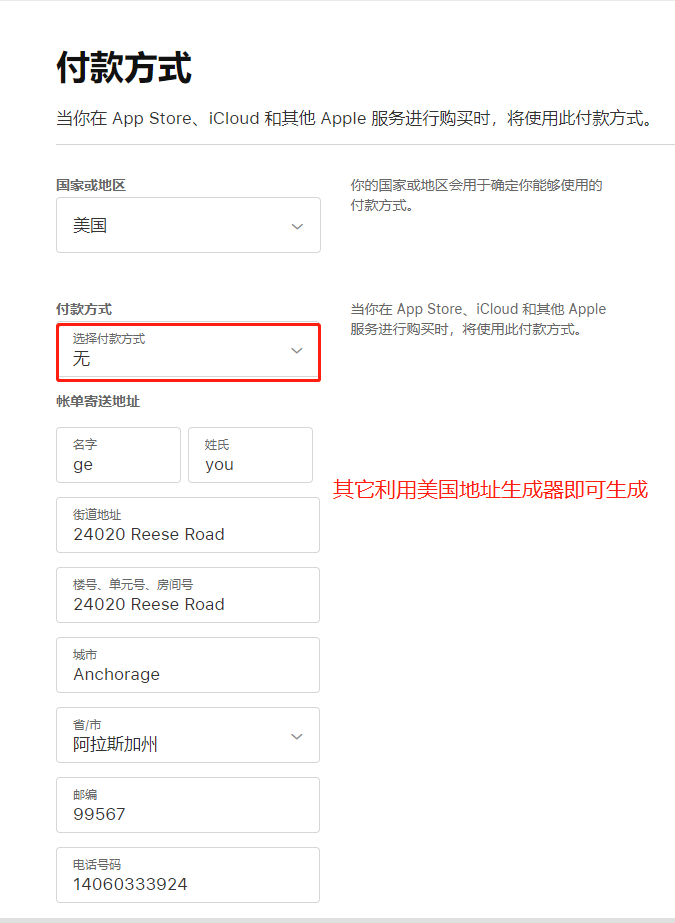 付款方式
当你在 App Store、iCloud 和其他 Apple 服务进行购买时，将使用此付款方式。
国家或地区
美国
你的国家或地区会用于确定你能够使用的
付款方式。
付款方式
选择付款方式
无
当你在 App Store、iCloud 和其他 Apple
服务进行购买时，将使用此付款方式。
帐单寄送地址
名字
ge
姓氏
you
其它利用美国地址生成器即可生成
街道地址
24020 Reese Road
楼号、单元号、房间号
24020 Reese Road
城市
Anchorage
省/市
阿拉斯加州
邮编
99567
电话号码
14060333924